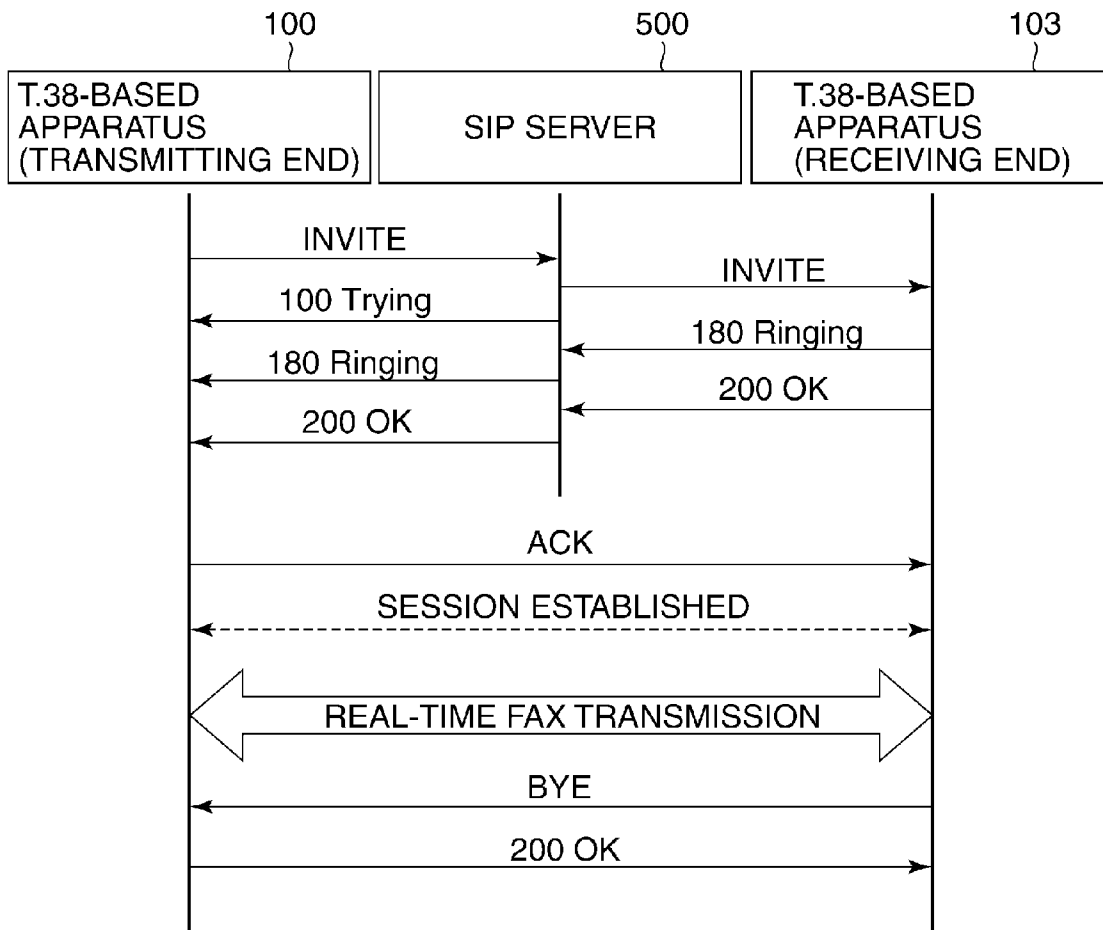 100
500
103
T.38-BASED
APPARATUS
(TRANSMITTING END)
SIP SERVER
T.38-BASED
APPARATUS
(RECEIVING END)
INVITE
INVITE
100 Trying
180 Ringing
180 Ringing
200 OK
200 OK
ACK
SESSION ESTABLISHED
REAL-TIME FAX TRANSMISSION
BYE
200 OK